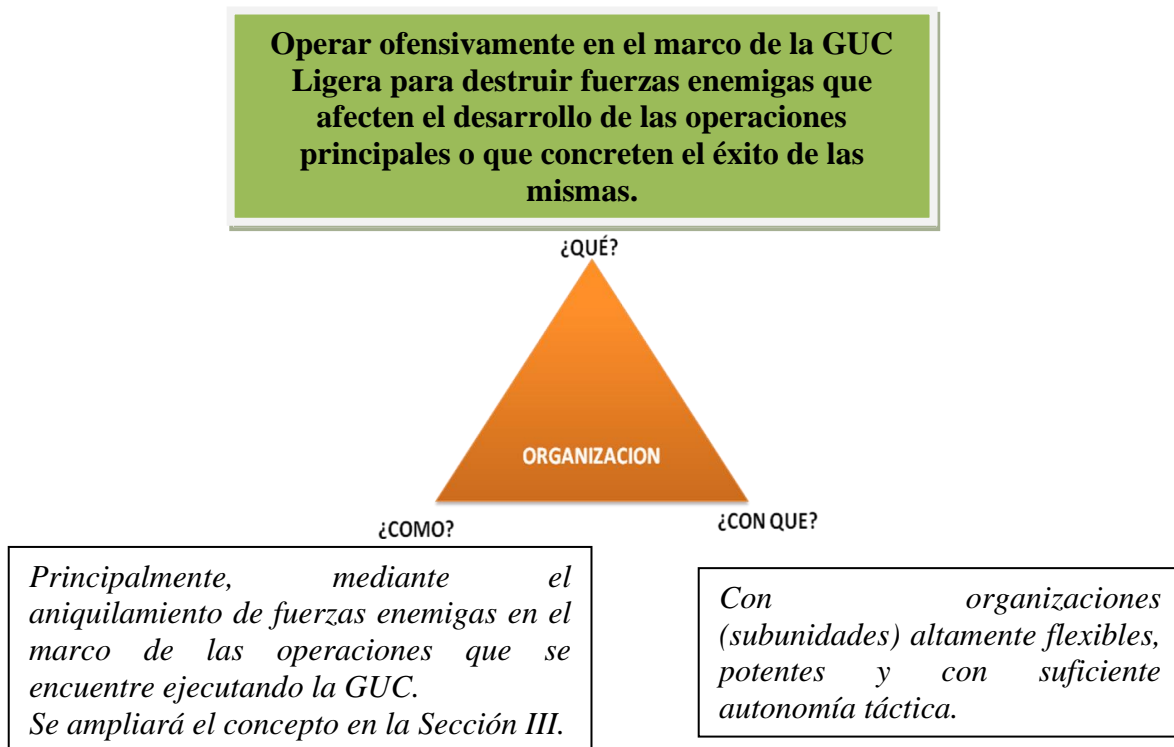 Operar ofensivamente en el marco de la GUC
Ligera para destruir fuerzas enemigas que
afecten el desarrollo de las operaciones
principales o que concreten el éxito de las
mismas.
¿QUÉ?
ORGANIZACION
¿COMO?
¿CON QUE?
Principalmente, mediante el
aniquilamiento de fuerzas enemigas en el
marco de las operaciones que se
encuentre ejecutando la GUC.
Se ampliará el concepto en la Sección III.
Con organizaciones
(subunidades) altamente flexibles,
potentes y con suficiente
autonomía táctica.